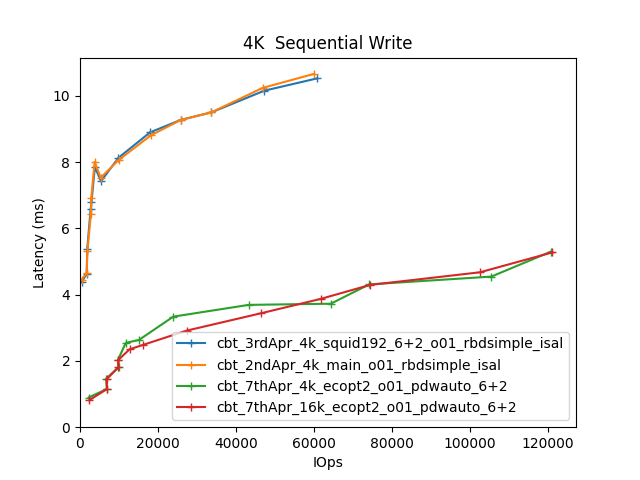 4K  Sequential Write
Latency (ms)
10
8
6
4
2
0
0 20000 40000 60000 80000 100000 120000
IOps
cbt_3rdApr_4k_squid192_6+2_o01_rbdsimple_isal
cbt_2ndApr_4k_main_o01_rbdsimple_isal
cbt_7thApr_4k_ecopt2_o01_pdwauto_6+2
cbt_7thApr_16k_ecopt2_o01_pdwauto_6+2